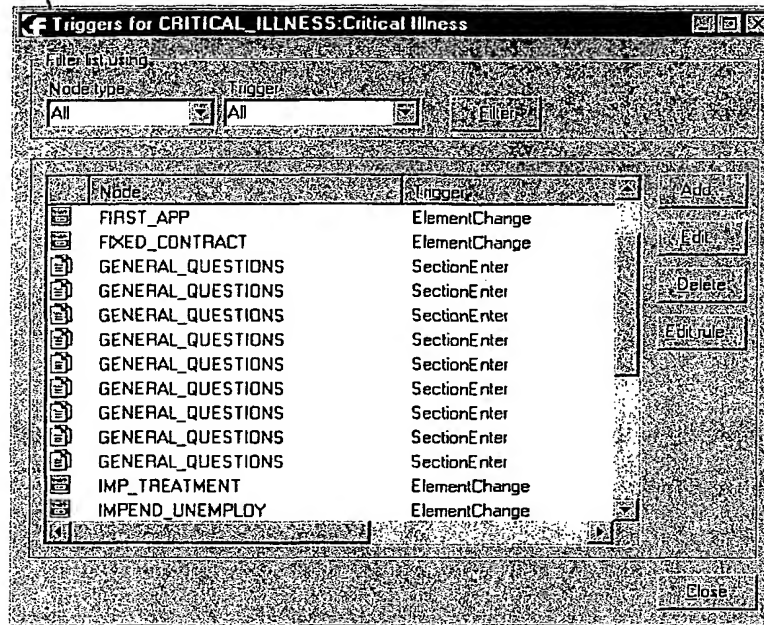 Triggers for CRITICAL_ILLNESS:Critical Illness
Filter list using
Node type Trigger
All All Filter
Node Trigger Add
FIRST_APP ElementChange
FIXED_CONTRACT ElementChange Edit
GENERAL_QUESTIONS SectionEnter
GENERAL_QUESTIONS SectionEnter Delete
GENERAL_QUESTIONS SectionEnter
GENERAL_QUESTIONS SectionEnter Edit rule
GENERAL_QUESTIONS SectionEnter
GENERAL_QUESTIONS SectionEnter
GENERAL_QUESTIONS SectionEnter
GENERAL_QUESTIONS SectionEnter
GENERAL_QUESTIONS SectionEnter
IMP_TREATMENT ElementChange
IMPEND_UNEMPLOY ElementChange
Close